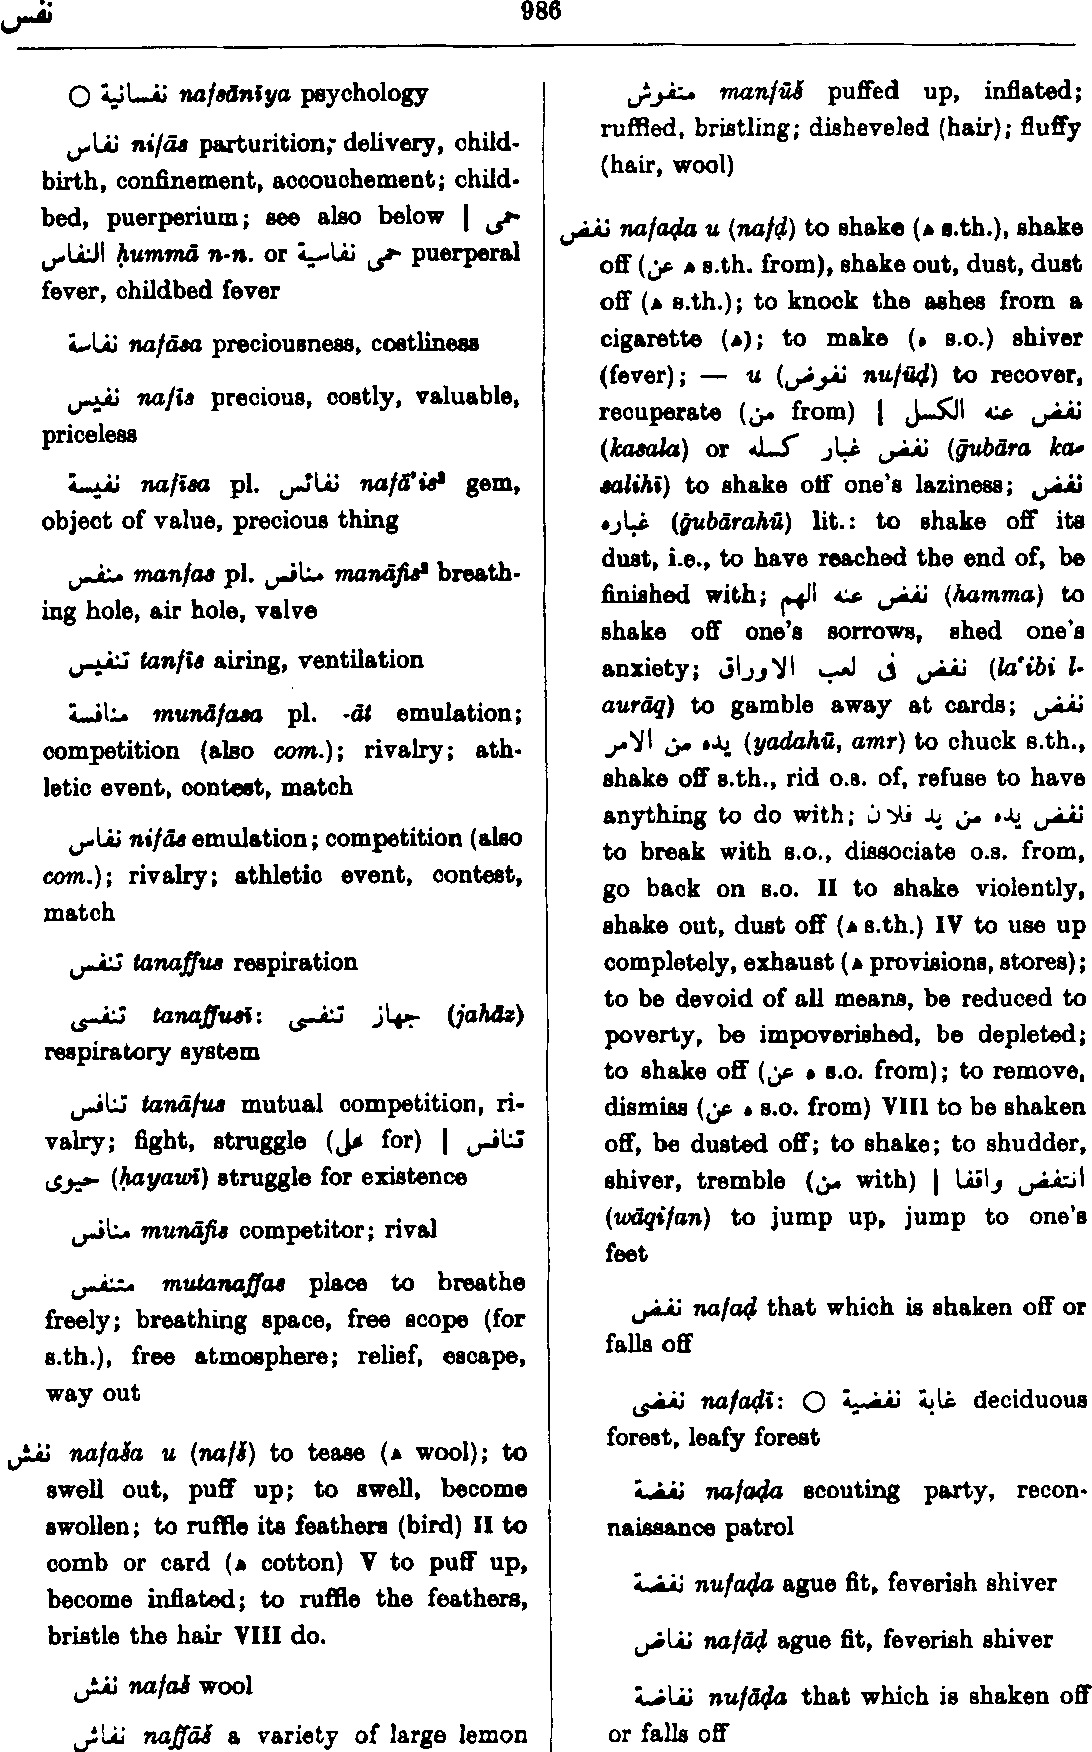 نفس
986
○ نفسانية nafsānīya psychology
نفاس nifās parturition; delivery, child-
birth, confinement, accouchement; child-
bed, puerperium; see also below | حمى
النفاس ḥummā n-n. or حمى نفاسية puerperal
fever, childbed fever
نفاسة nafāsa preciousness, costliness
نفيس nafīs precious, costly, valuable,
priceless
نفيسة nafīsa pl. نفائس nafā'is² gem,
object of value, precious thing
منفس manfas pl. منافس manāfis² breath-
ing hole, air hole, valve
تنفيس tanfīs airing, ventilation
منافسة munāfasa pl. -āt emulation;
competition (also com.); rivalry; ath-
letic event, contest, match
نفاس nifās emulation; competition (also
com.); rivalry; athletic event, contest,
match
تنفس tanaffus respiration
تنفسى tanaffusī: جهاز تنفسى (jahāz)
respiratory system
تنافس tanāfus mutual competition, ri-
valry; fight, struggle (على for) | تنافس
حيوى (ḥayawī) struggle for existence
منافس munāfis competitor; rival
متنفس mutanaffas place to breathe
freely; breathing space, free scope (for
s.th.), free atmosphere; relief, escape,
way out
نفش nafaša u (nafš) to tease (ه wool); to
swell out, puff up; to swell, become
swollen; to ruffle its feathers (bird) II to
comb or card (ه cotton) V to puff up,
become inflated; to ruffle the feathers,
bristle the hair VIII do.
نفش nafaš wool
نفاش naffāš a variety of large lemon
منفوش manfūš puffed up, inflated;
ruffled, bristling; disheveled (hair); fluffy
(hair, wool)
نفض nafaḍa u (nafḍ) to shake (ه s.th.), shake
off (ه عن s.th. from), shake out, dust, dust
off (ه s.th.); to knock the ashes from a
cigarette (ه); to make (ه s.o.) shiver
(fever); — u (نفوض nufūḍ) to recover,
recuperate (من from) | نفض عنه الكسل
(kasala) or نفض غبار كسله (ḡubāra ka-
salihī) to shake off one's laziness; نفض
غباره (ḡubārahū) lit.: to shake off its
dust, i.e., to have reached the end of, be
finished with; نفض عنه الهم (hamma) to
shake off one's sorrows, shed one's
anxiety; نفض فى لعب الاوراق (la'ibi l-
aurāq) to gamble away at cards; نفض
يده من الامر (yadahū, amr) to chuck s.th.,
shake off s.th., rid o.s. of, refuse to have
anything to do with; نفض يده من يد فلان
to break with s.o., dissociate o.s. from,
go back on s.o. II to shake violently,
shake out, dust off (ه s.th.) IV to use up
completely, exhaust (ه provisions, stores);
to be devoid of all means, be reduced to
poverty, be impoverished, be depleted;
to shake off (ه عن s.o. from); to remove,
dismiss (ه عن s.o. from) VIII to be shaken
off, be dusted off; to shake; to shudder,
shiver, tremble (من with) | انتفض واقفا
(wāqifan) to jump up, jump to one's
feet
نفض nafaḍ that which is shaken off or
falls off
نفضى nafaḍī: ○ غابة نفضية deciduous
forest, leafy forest
نفضة nafaḍa scouting party, recon-
naissance patrol
نفضة nufaḍa ague fit, feverish shiver
نفاض nafāḍ ague fit, feverish shiver
نفاضة nufāḍa that which is shaken off
or falls off